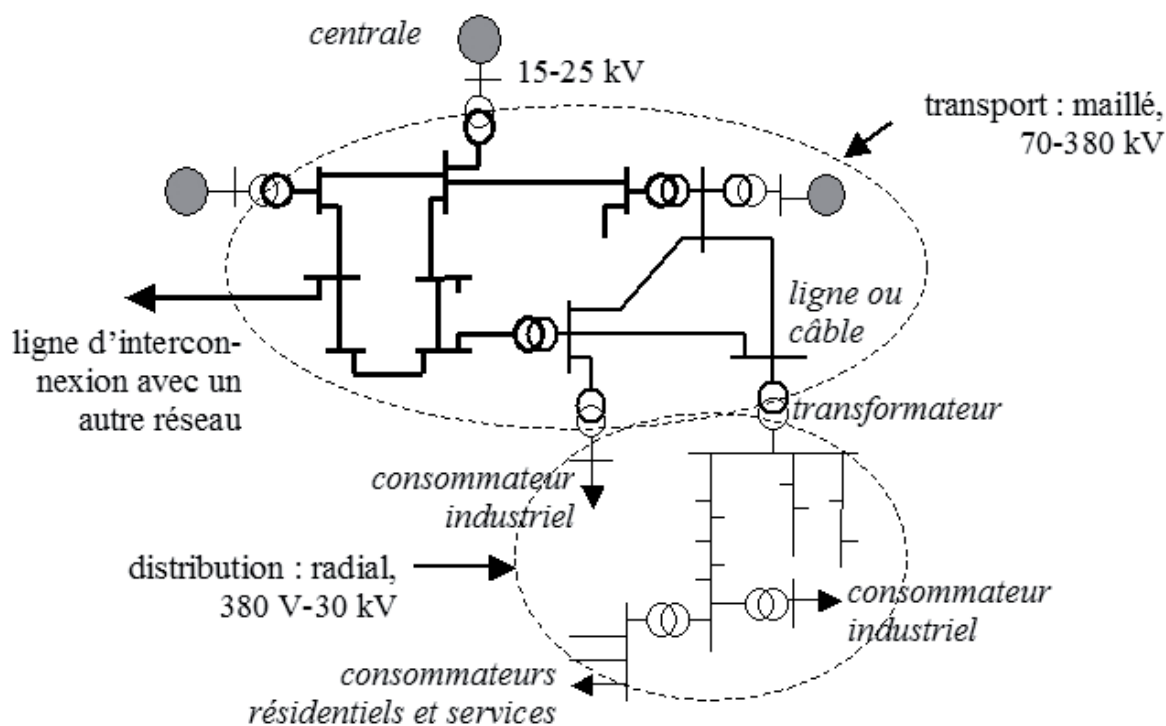 centrale
15-25 kV
transport : maillé,
70-380 kV
ligne ou
câble
ligne d’intercon-
nexion avec un
autre réseau
transformateur
consommateur
industriel
distribution : radial,
380 V-30 kV
consommateur
industriel
consommateurs
résidentiels et services